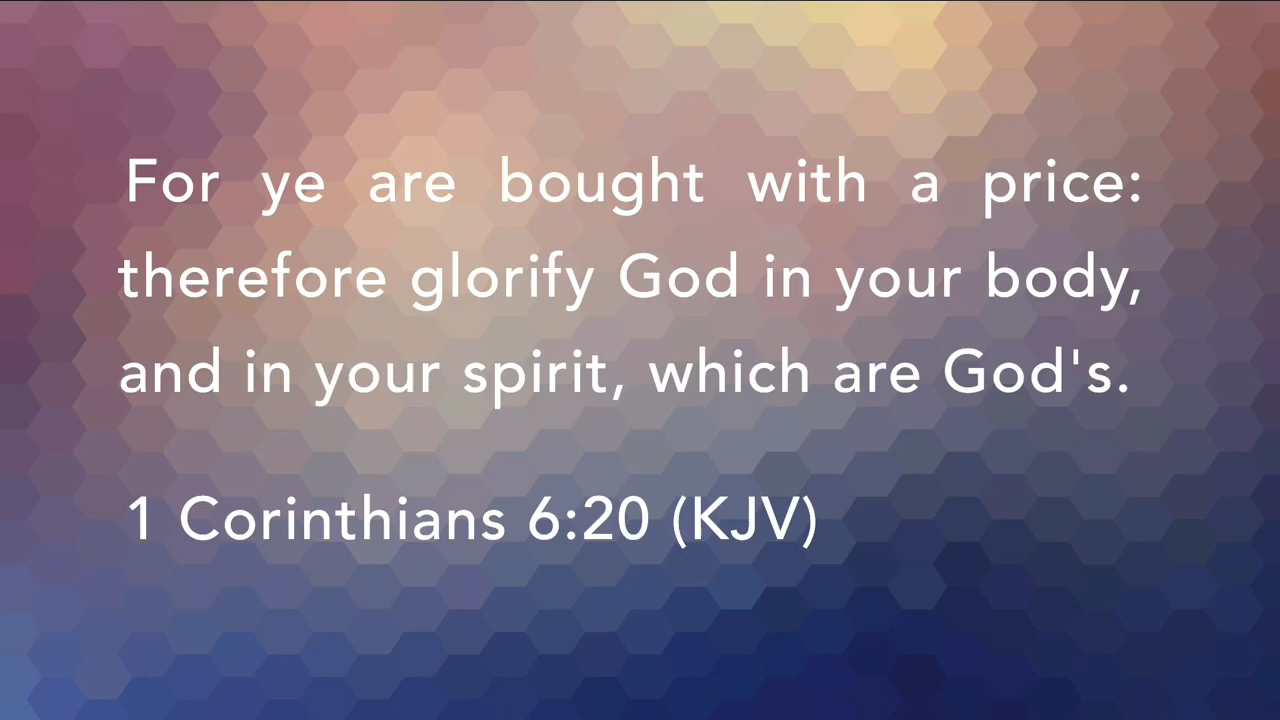 For ye are bought with a price:
therefore glorify God in your body,
and in your spirit, which are God's.
1 Corinthians 6:20 (KJV)